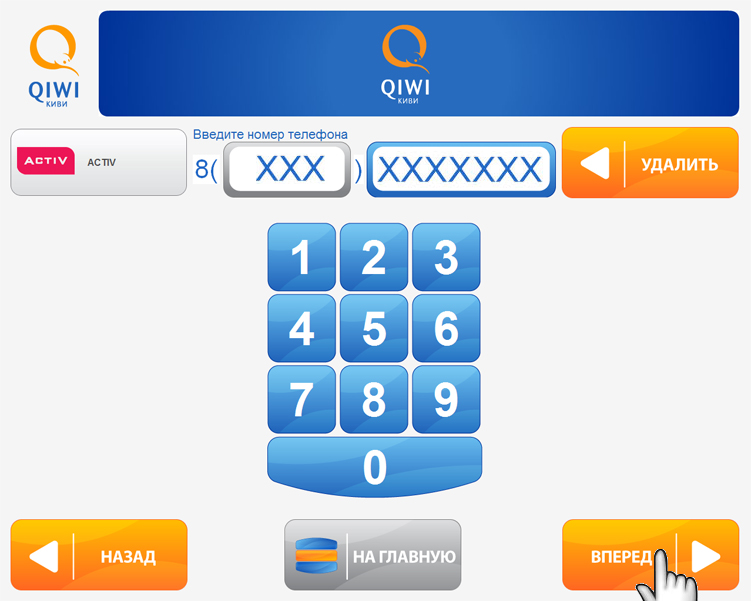 QIWI
КИВИ
QIWI
КИВИ
Введите номер телефона
ACTIV
ACTIV
8(XXX) XXXXXXX
УДАЛИТЬ
1 2 3
4 5 6
7 8 9
0
НАЗАД
НА ГЛАВНУЮ
ВПЕРЕД